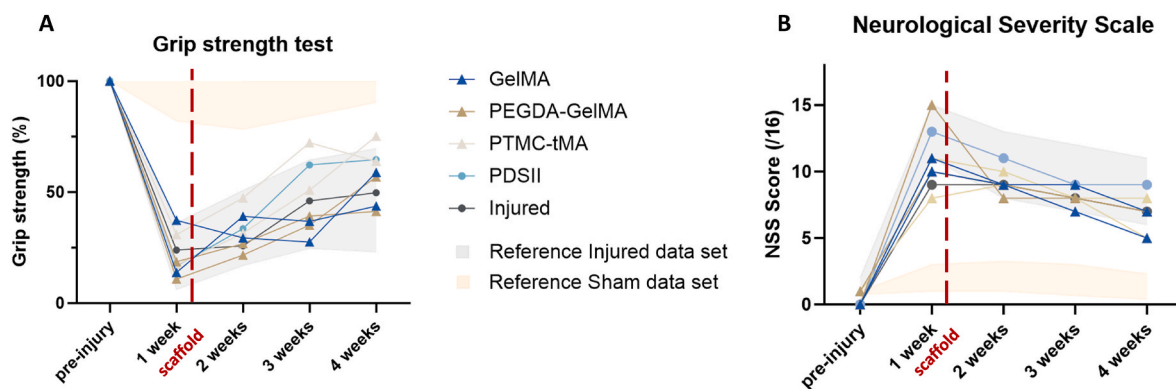 A
Grip strength test
Grip strength (%)
100
50
0
pre-injury
1 week
scaffold
2 weeks
3 weeks
4 weeks
GelMA
PEGDA-GelMA
PTMC-tMA
PDSII
Injured
Reference Injured data set
Reference Sham data set
B
Neurological Severity Scale
NSS Score (/16)
15
10
5
0
pre-injury
1 week
scaffold
2 weeks
3 weeks
4 weeks